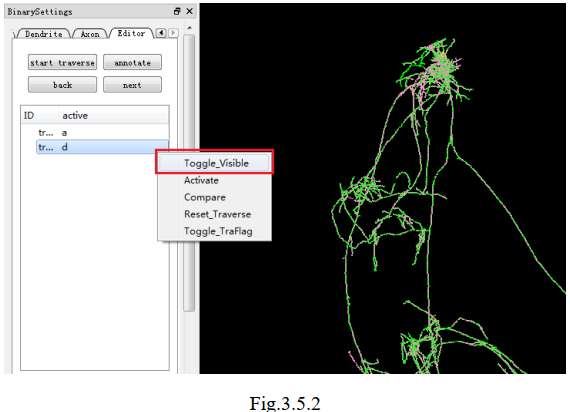 BinarySettings
Dendrite Axon Editor
start traverse annotate
back next
ID active
tr... a
tr... d
Toggle_Visible
Activate
Compare
Reset_Traverse
Toggle_TraFlag
Fig.3.5.2